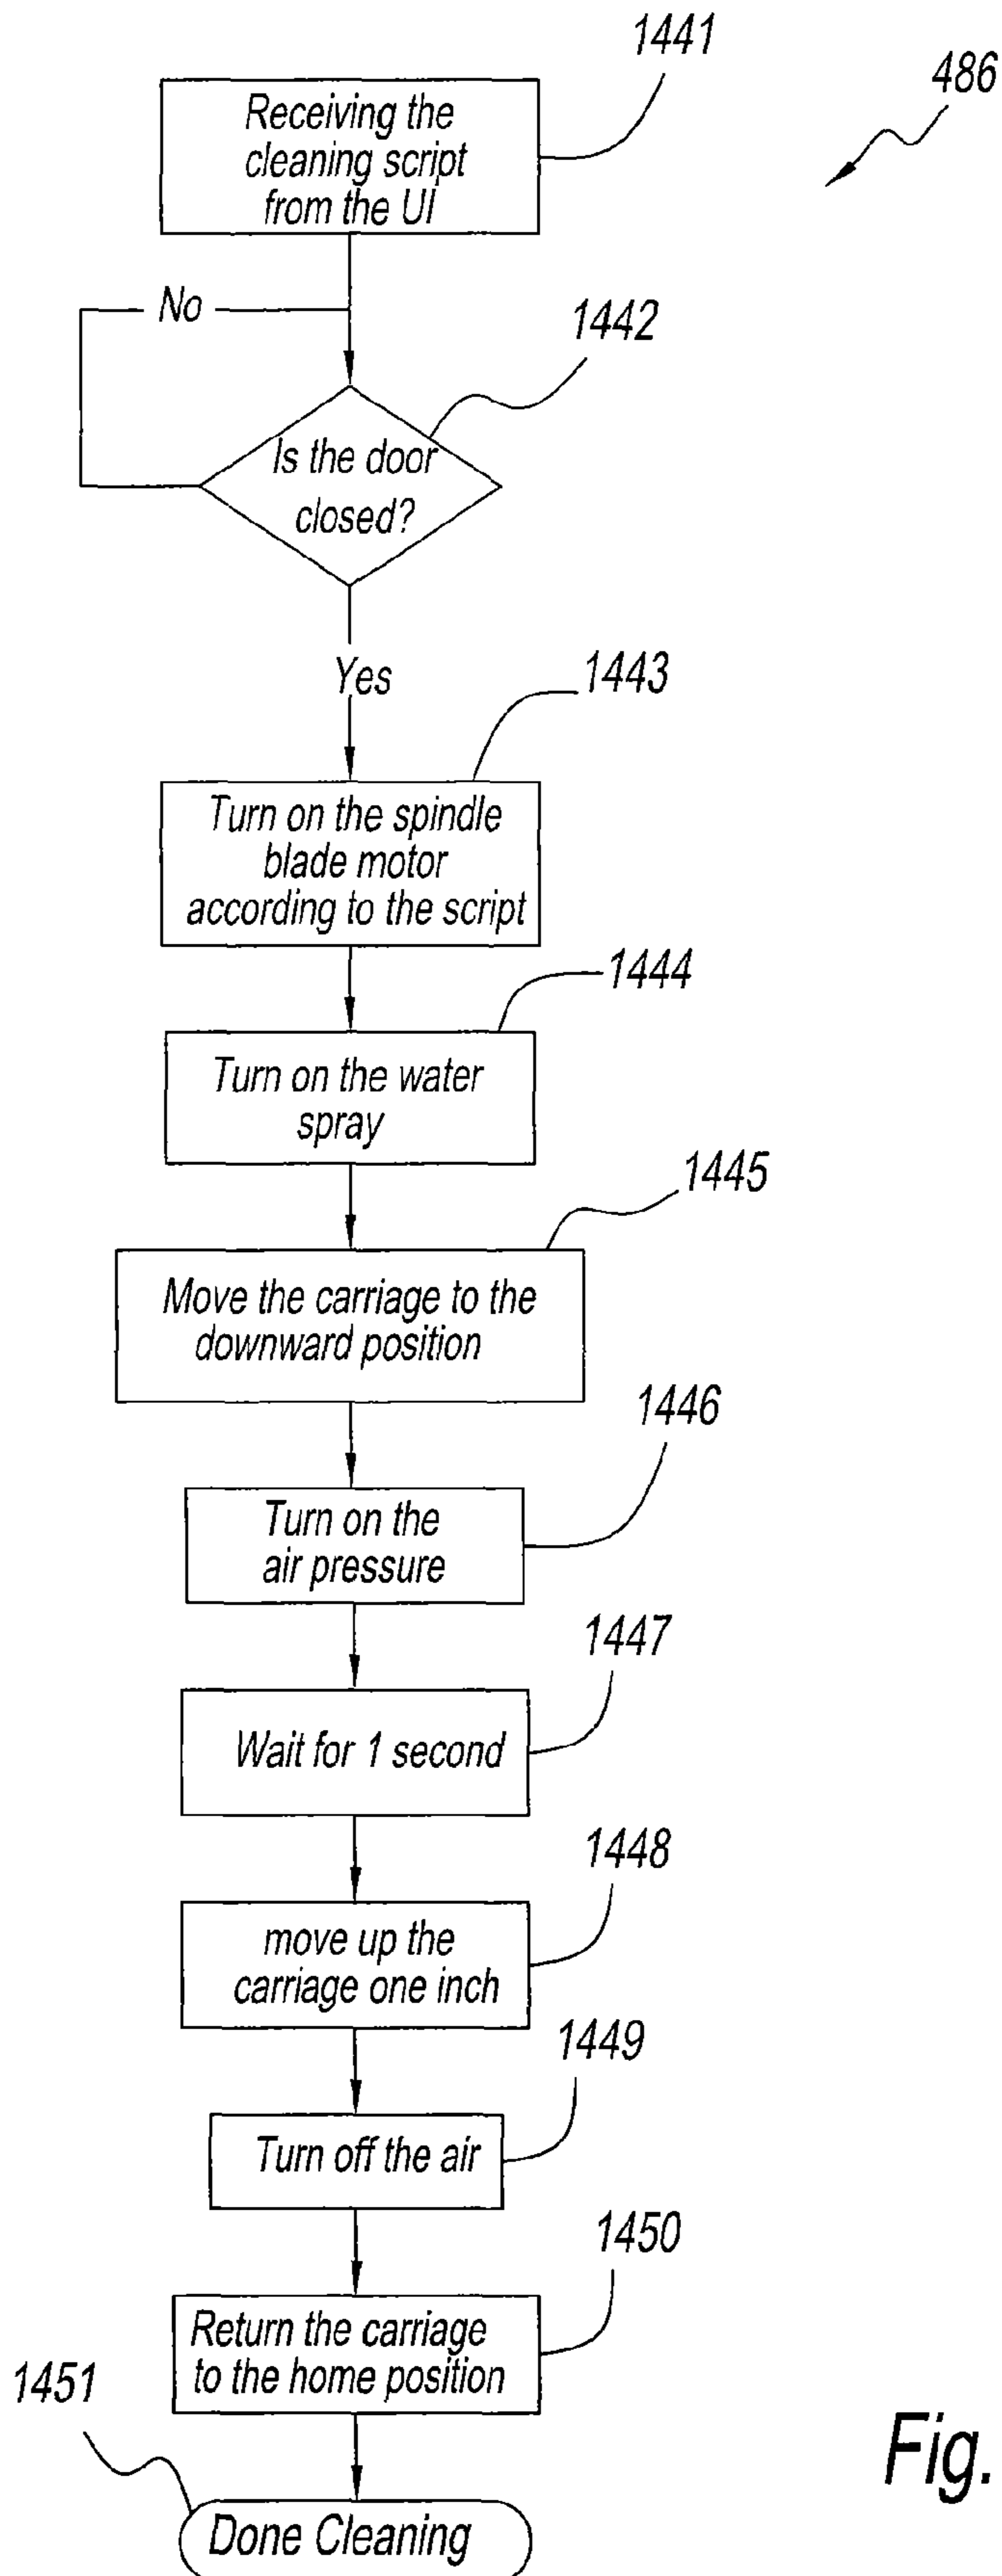 1441
486
Receiving the
cleaning script
from the UI
No
1442
Is the door
closed?
Yes
1443
Turn on the spindle
blade motor
according to the script
1444
Turn on the water
spray
1445
Move the carriage to the
downward position
1446
Turn on the
air pressure
1447
Wait for 1 second
1448
move up the
carriage one inch
1449
Turn off the air
1450
Return the carriage
to the home position
1451
Fig.
Done Cleaning